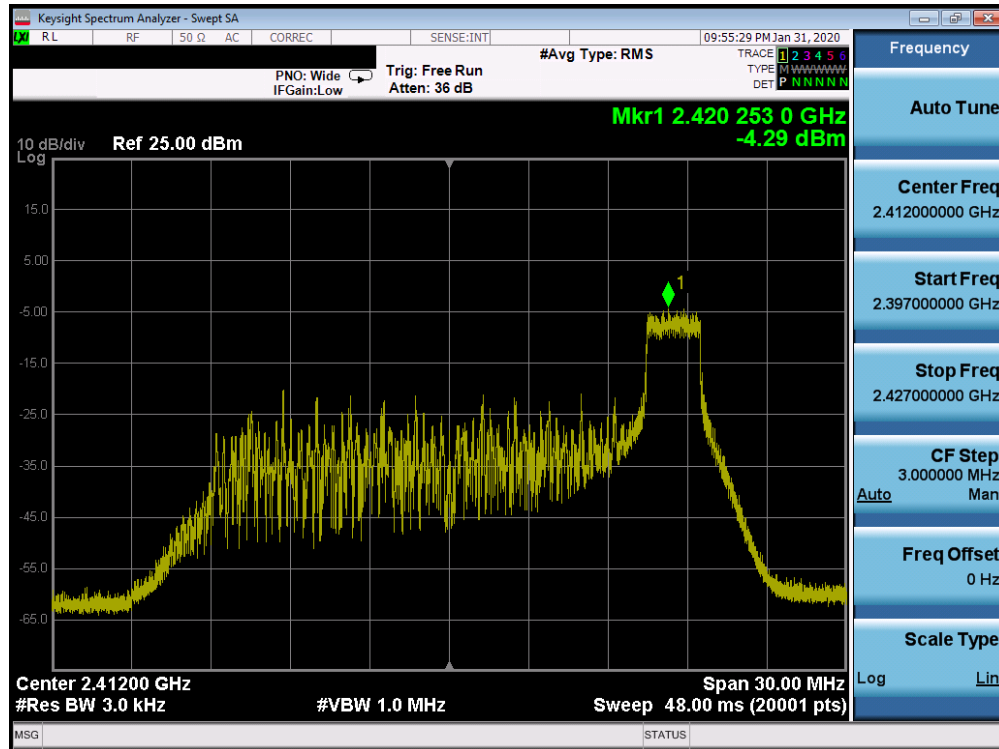 Keysight Spectrum Analyzer - Swept SA
LXI RL RF 50 Ω AC CORREC SENSE:INT 09:55:29 PM Jan 31, 2020
PNO: Wide
IFGain:Low
Trig: Free Run
Atten: 36 dB
#Avg Type: RMS
TRACE 1 2 3 4 5 6
TYPE M W W W W W
DET P N N N N N
Mkr1 2.420 253 0 GHz
-4.29 dBm
10 dB/div Ref 25.00 dBm
Log
1
15.0
5.00
-5.00
-15.0
-25.0
-35.0
-45.0
-55.0
-65.0
Center 2.41200 GHz Span 30.00 MHz
#Res BW 3.0 kHz #VBW 1.0 MHz Sweep 48.00 ms (20001 pts)
MSG STATUS
Frequency
Auto Tune
Center Freq
2.412000000 GHz
Start Freq
2.397000000 GHz
Stop Freq
2.427000000 GHz
CF Step
3.000000 MHz
Auto Man
Freq Offset
0 Hz
Scale Type
Log Lin